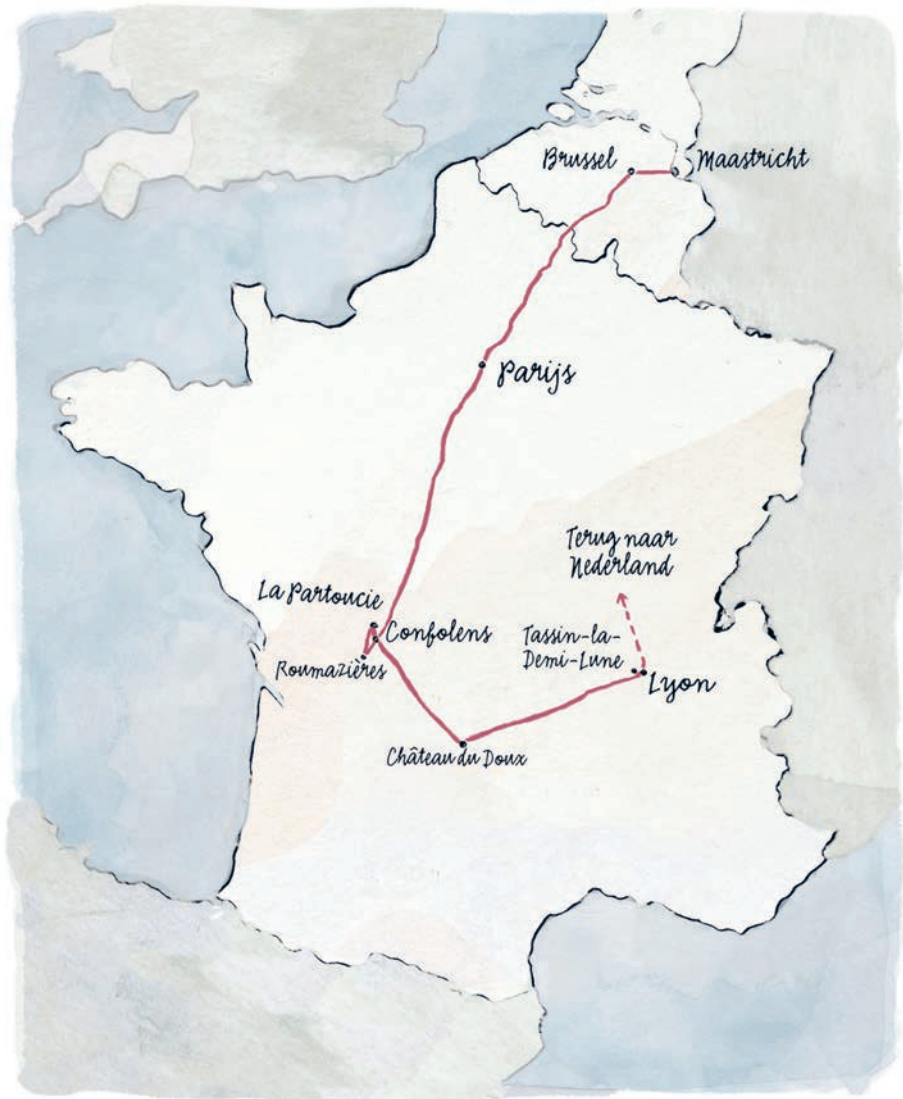 Brussel
Maastricht
Parijs
Terug naar
Nederland
La Partoucie
Confolens
Roumazières
Tassin-la-
Demi-Lune
Lyon
Château du Doux